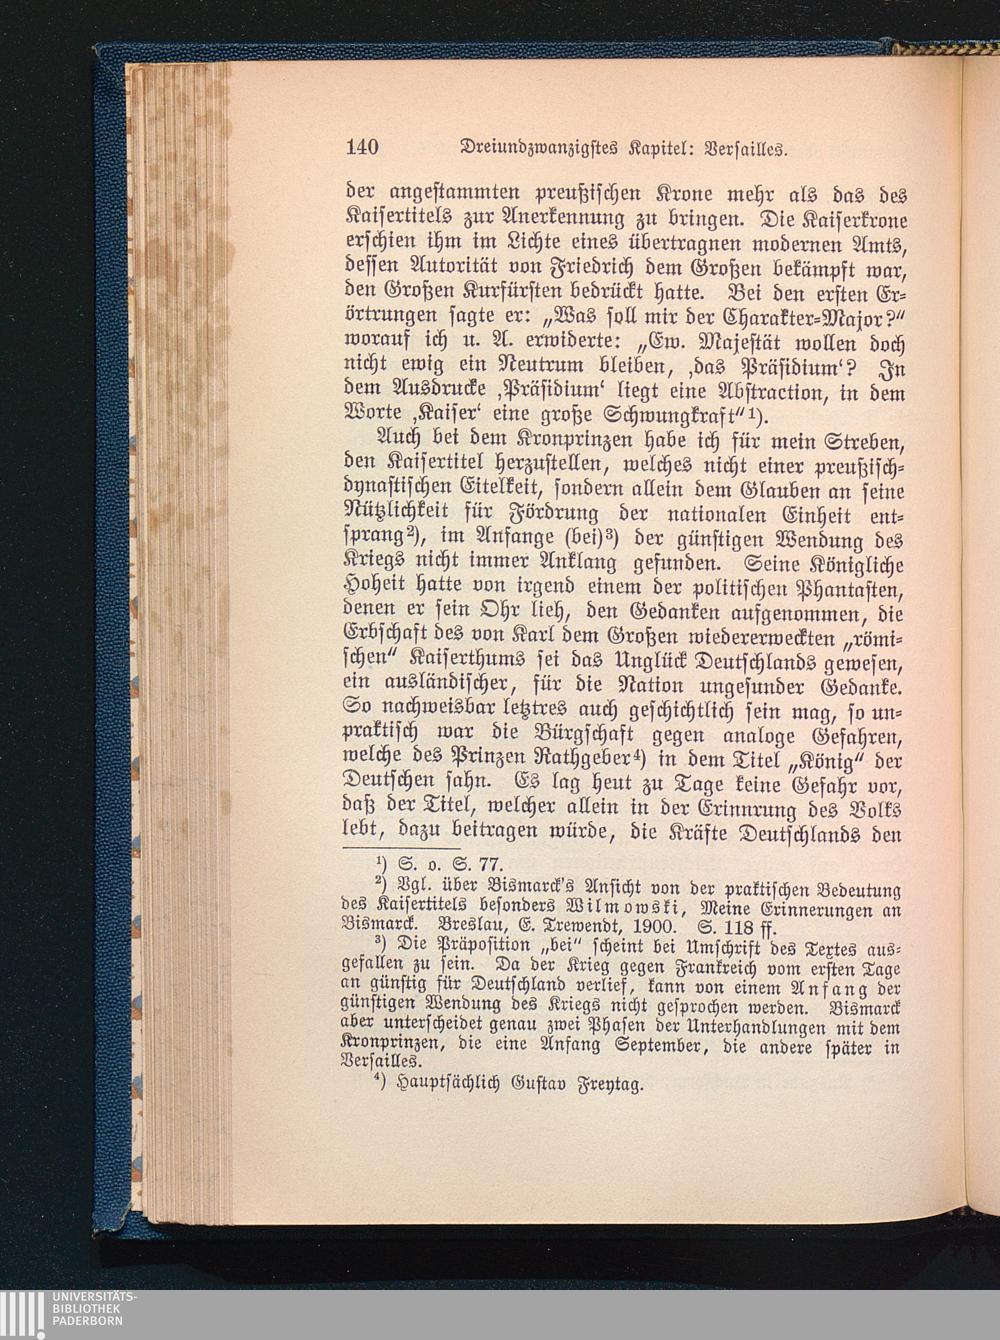 140 Dreiundzwanzigstes Kapitel: Versailles.
der angestammten preußischen Krone mehr als das des
Kaisertitels zur Anerkennung zu bringen. Die Kaiserkrone
erschien ihm im Lichte eines übertragnen modernen Amts,
dessen Autorität von Friedrich dem Großen bekämpft war,
den Großen Kurfürsten bedrückt hatte. Bei den ersten Er-
örtrungen sagte er: „Was soll mir der Charakter-Major?“
worauf ich u. A. erwiderte: „Ew. Majestät wollen doch
nicht ewig ein Neutrum bleiben, ‚das Präsidium‘? In
dem Ausdrucke ‚Präsidium‘ liegt eine Abstraction, in dem
Worte ‚Kaiser‘ eine große Schwungkraft“ ¹).
Auch bei dem Kronprinzen habe ich für mein Streben,
den Kaisertitel herzustellen, welches nicht einer preußisch-
dynastischen Eitelkeit, sondern allein dem Glauben an seine
Nützlichkeit für Fördrung der nationalen Einheit ent-
sprang²), im Anfange (bei)³) der günstigen Wendung des
Kriegs nicht immer Anklang gefunden. Seine Königliche
Hoheit hatte von irgend einem der politischen Phantasten,
denen er sein Ohr lieh, den Gedanken aufgenommen, die
Erbschaft des von Karl dem Großen wiedererweckten „römi-
schen“ Kaiserthums sei das Unglück Deutschlands gewesen,
ein ausländischer, für die Nation ungesunder Gedanke.
So nachweisbar letztres auch geschichtlich sein mag, so un-
praktisch war die Bürgschaft gegen analoge Gefahren,
welche des Prinzen Rathgeber⁴) in dem Titel „König“ der
Deutschen sahn. Es lag heut zu Tage keine Gefahr vor,
daß der Titel, welcher allein in der Erinnrung des Volks
lebt, dazu beitragen würde, die Kräfte Deutschlands den
¹) S. o. S. 77.
²) Vgl. über Bismarck's Ansicht von der praktischen Bedeutung
des Kaisertitels besonders Wilmowski, Meine Erinnerungen an
Bismarck. Breslau, E. Trewendt, 1900. S. 118 ff.
³) Die Präposition „bei“ scheint bei Umschrift des Textes aus-
gefallen zu sein. Da der Krieg gegen Frankreich vom ersten Tage
an günstig für Deutschland verlief, kann von einem Anfang der
günstigen Wendung des Kriegs nicht gesprochen werden. Bismarck
aber unterscheidet genau zwei Phasen der Unterhandlungen mit dem
Kronprinzen, die eine Anfang September, die andere später in
Versailles.
⁴) Hauptsächlich Gustav Freytag.
UNIVERSITÄTS-
BIBLIOTHEK
PADERBORN